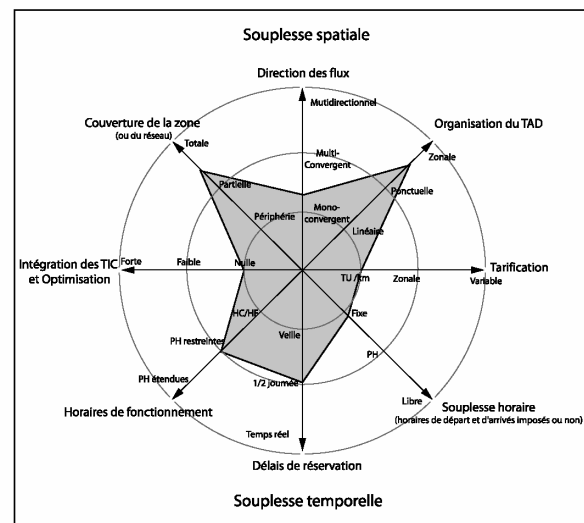 Souplesse spatiale
Direction des flux
Mutidirectionnel
Couverture de la zone
(ou du réseau)
Organisation du TAD
Totale
Zonale
Multi-
Convergent
Partielle
Ponctuelle
Périphérie
Mono-
convergent
Linéaire
Intégration des TIC
et Optimisation
Forte
Faible
Nulle
TU /km
Zonale
Variable
Tarification
HC/HF
Fixe
Veille
PH restreintes
PH
PH étendues
1/2 journée
Libre
Horaires de fonctionnement
Souplesse horaire
(horaires de départ et d'arrivés imposés ou non)
Temps réel
Délais de réservation
Souplesse temporelle